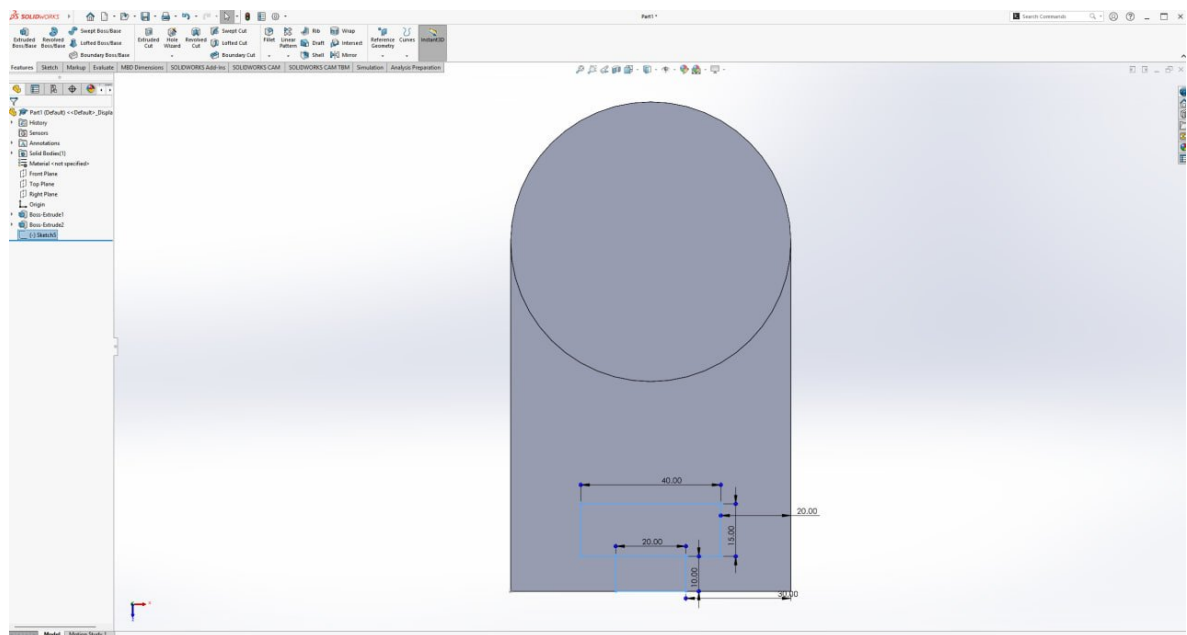 SOLIDWORKS
Part1 *
Search Commands
Extruded Boss/Base
Revolved Boss/Base
Swept Boss/Base
Lofted Boss/Base
Boundary Boss/Base
Extruded Cut
Hole Wizard
Revolved Cut
Swept Cut
Lofted Cut
Boundary Cut
Fillet
Linear Pattern
Rib
Draft
Shell
Wrap
Intersect
Mirror
Reference Geometry
Curves
Instant3D
Features Sketch Markup Evaluate MBD Dimensions SOLIDWORKS Add-Ins SOLIDWORKS CAM SOLIDWORKS CAM TBM Simulation Analysis Preparation
Part1 (Default) <<Default>_Displa
History
Sensors
Annotations
Solid Bodies(1)
Material <not specified>
Front Plane
Top Plane
Right Plane
Origin
Boss-Extrude1
Boss-Extrude2
40.00
20.00
15.00
20.00
10.00
30.00
Model Motion Study 1